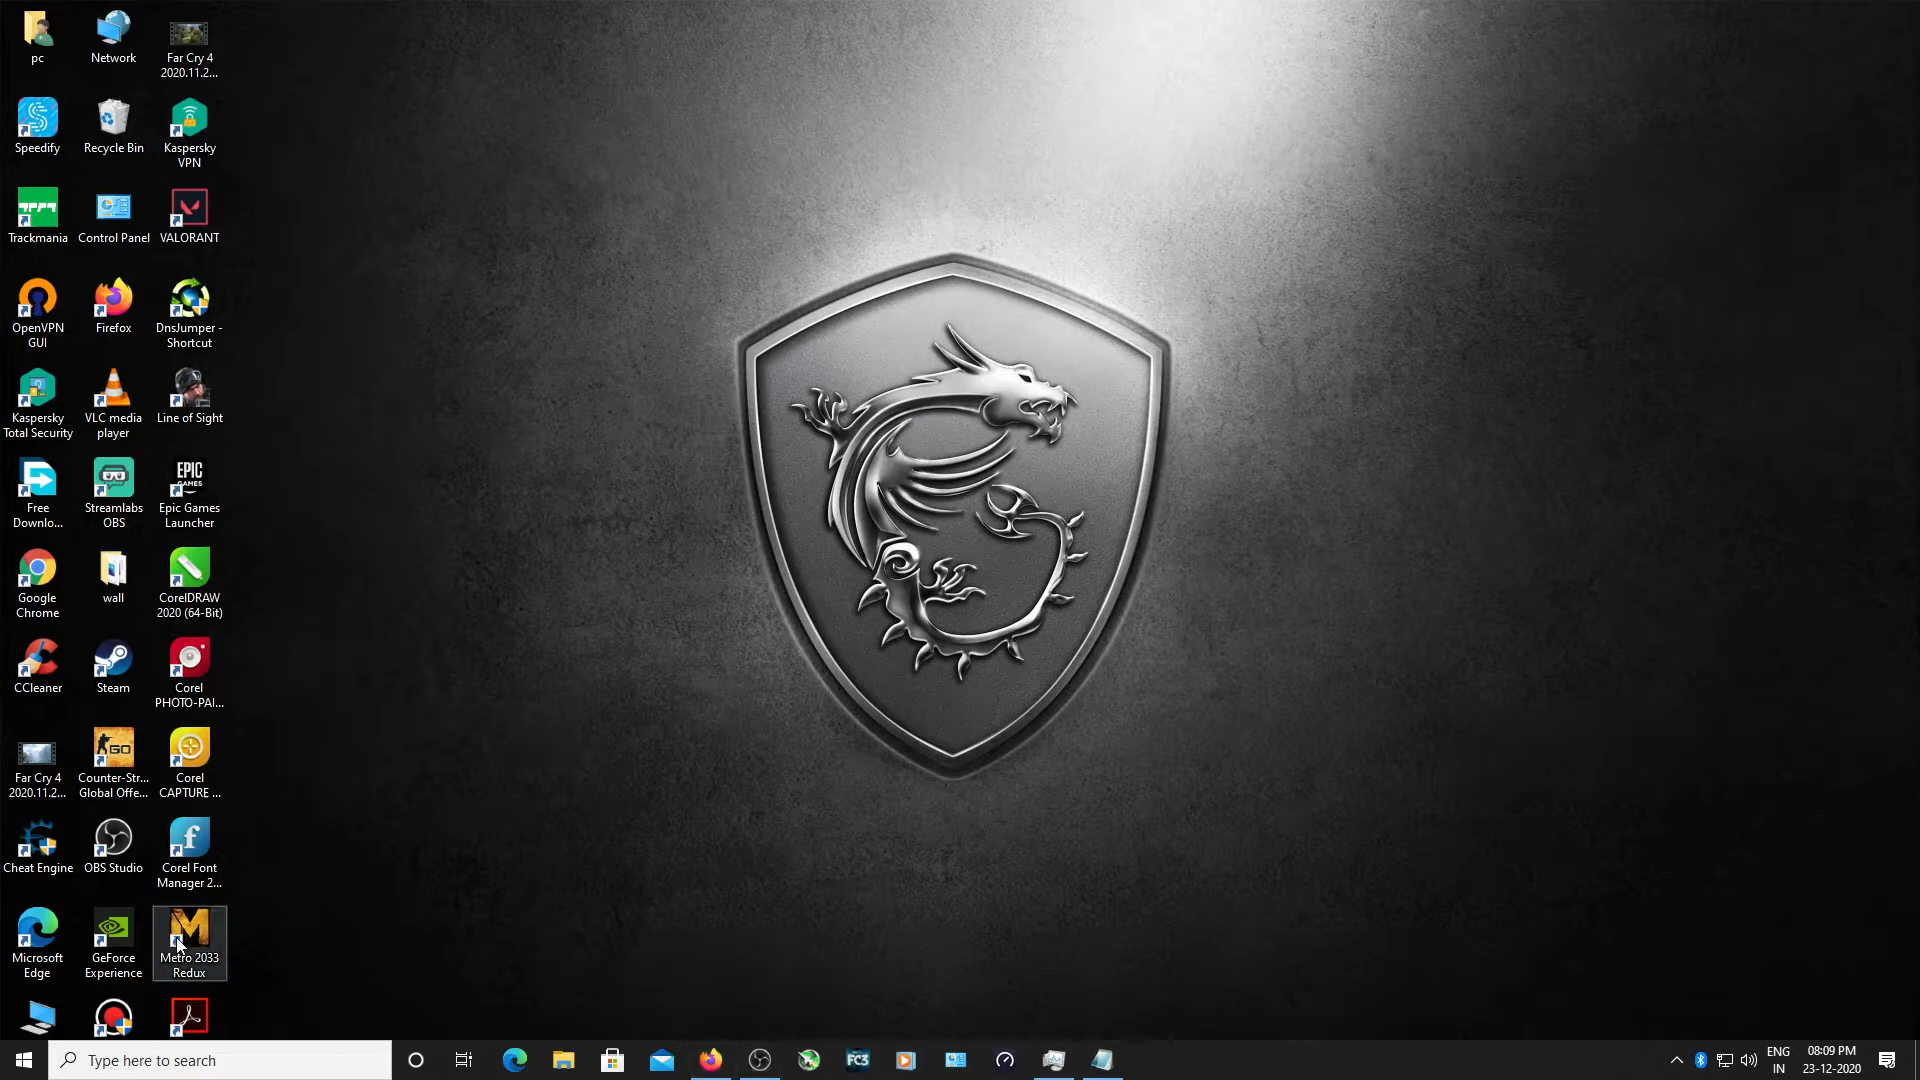 pc
Network
Far Cry 4
2020.11.2...
Speedify
Recycle Bin
Kaspersky
VPN
Trackmania
Control Panel
VALORANT
OpenVPN
GUI
Firefox
DnsJumper -
Shortcut
Kaspersky
Total Security
VLC media
player
Line of Sight
Free
Downlo...
Streamlabs
OBS
EPIC
GAMES
Epic Games
Launcher
Google
Chrome
wall
CorelDRAW
2020 (64-Bit)
CCleaner
Steam
Corel
PHOTO-PAI...
Far Cry 4
2020.11.2...
GO
Counter-Str...
Global Offe...
Corel
CAPTURE ...
Cheat Engine
OBS Studio
f
Corel Font
Manager 2...
Microsoft
Edge
GeForce
Experience
M
Metro 2033
Redux
Type here to search
FC3
ENG
IN
08:09 PM
23-12-2020